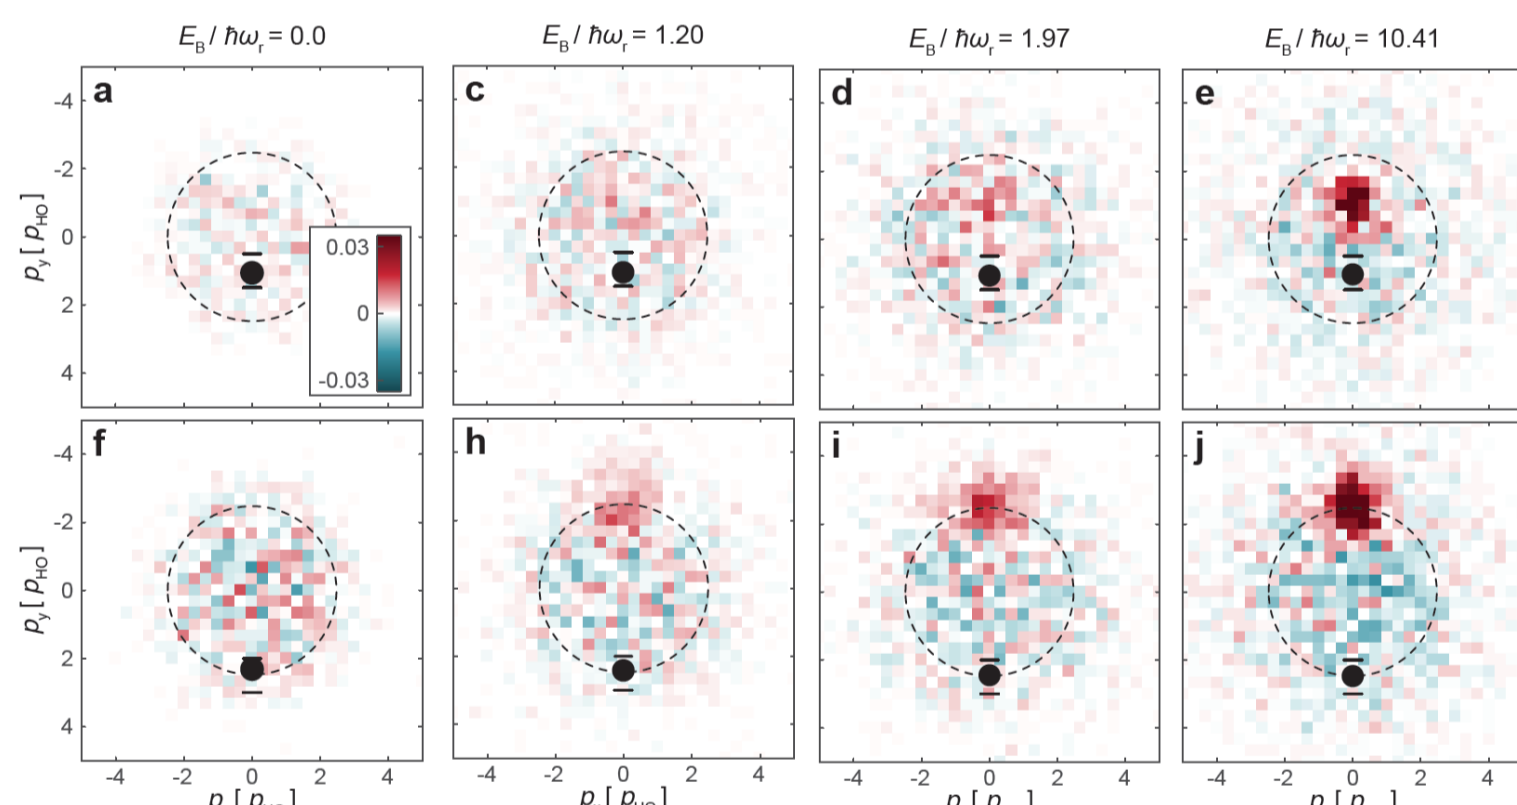 E_B / ħω_r = 0.0
E_B / ħω_r = 1.20
E_B / ħω_r = 1.97
E_B / ħω_r = 10.41
a
c
d
e
-4
-2
0
2
4
p_y [ p_HO ]
0.03
0
-0.03
f
h
i
j
-4
-2
0
2
4
p_y [ p_HO ]
-4 -2 0 2 4
-4 -2 0 2 4
-4 -2 0 2 4
-4 -2 0 2 4